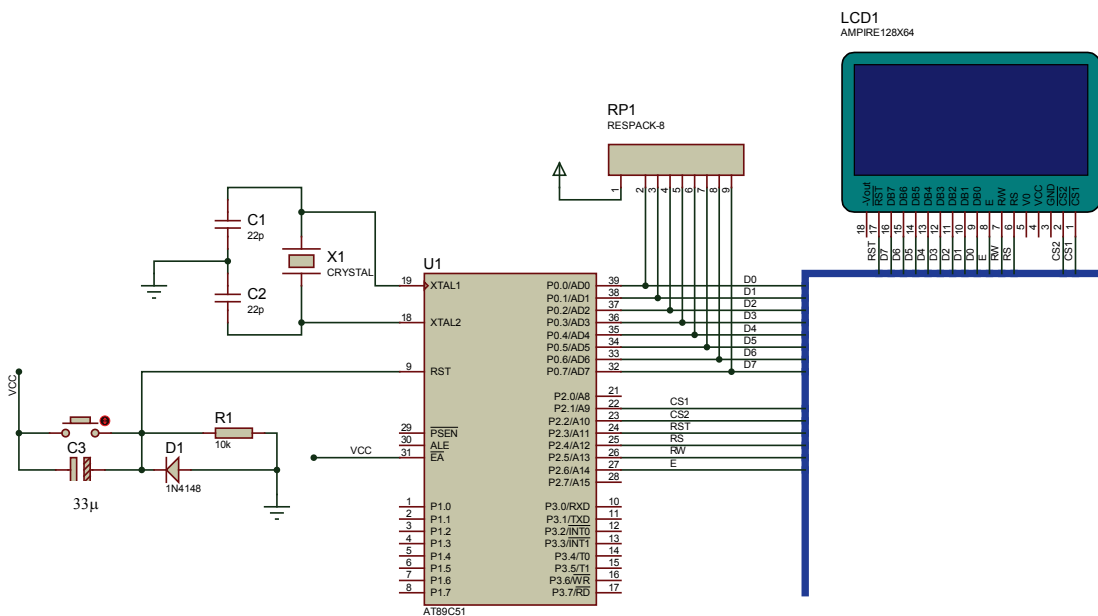 LCD1
AMPIRE128X64
-Vout
RST
DB7
DB6
DB5
DB4
DB3
DB2
DB1
DB0
E
RW
RS
V0
VCC
GND
CS2
CS1
18
17
16
15
14
13
12
11
10
9
8
7
6
5
4
3
2
1
RST
D7
D6
D5
D4
D3
D2
D1
D0
E
RW
RS
CS2
CS1
RP1
RESPACK-8
1
2
3
4
5
6
7
8
9
C1
22p
X1
CRYSTAL
C2
22p
U1
19 XTAL1
18 XTAL2
9 RST
29 PSEN
30 ALE
31 EA
1 P1.0
2 P1.1
3 P1.2
4 P1.3
5 P1.4
6 P1.5
7 P1.6
8 P1.7
P0.0/AD0 39 D0
P0.1/AD1 38 D1
P0.2/AD2 37 D2
P0.3/AD3 36 D3
P0.4/AD4 35 D4
P0.5/AD5 34 D5
P0.6/AD6 33 D6
P0.7/AD7 32 D7
P2.0/A8 21
P2.1/A9 22 CS1
P2.2/A10 23 CS2
P2.3/A11 24 RST
P2.4/A12 25 RS
P2.5/A13 26 RW
P2.6/A14 27 E
P2.7/A15 28
P3.0/RXD 10
P3.1/TXD 11
P3.2/INT0 12
P3.3/INT1 13
P3.4/T0 14
P3.5/T1 15
P3.6/WR 16
P3.7/RD 17
AT89C51
VCC
VCC
R1
10k
C3
33µ
D1
1N4148